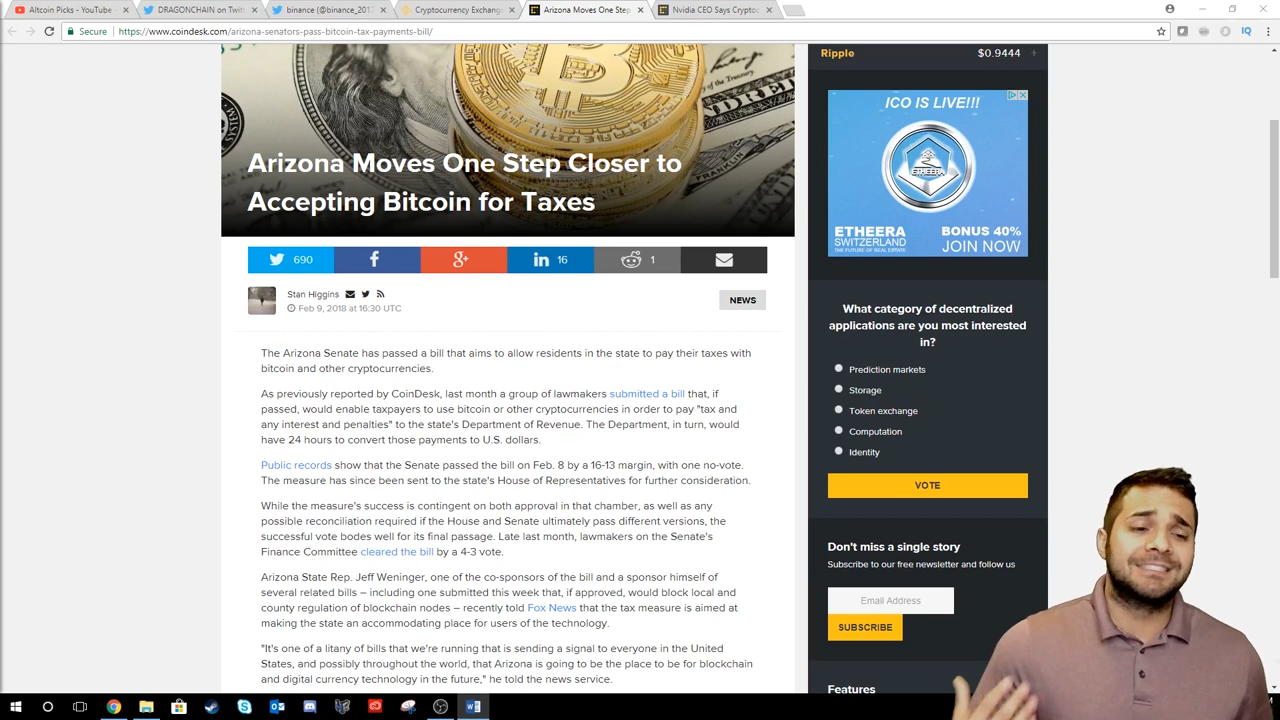 Altcoin Picks - YouTube
DRAGONCHAIN on Twit
binance (@binance_2017
Cryptocurrency Exchang
Arizona Moves One Step
Nvidia CEO Says Cryptoc
Secure
https://www.coindesk.com/arizona-senators-pass-bitcoin-tax-payments-bill/
Arizona Moves One Step Closer to
Accepting Bitcoin for Taxes
690
16
1
Stan Higgins
Feb 9, 2018 at 16:30 UTC
NEWS
The Arizona Senate has passed a bill that aims to allow residents in the state to pay their taxes with
bitcoin and other cryptocurrencies.
As previously reported by CoinDesk, last month a group of lawmakers submitted a bill that, if
passed, would enable taxpayers to use bitcoin or other cryptocurrencies in order to pay "tax and
any interest and penalties" to the state's Department of Revenue. The Department, in turn, would
have 24 hours to convert those payments to U.S. dollars.
Public records show that the Senate passed the bill on Feb. 8 by a 16-13 margin, with one no-vote.
The measure has since been sent to the state's House of Representatives for further consideration.
While the measure's success is contingent on both approval in that chamber, as well as any
possible reconciliation required if the House and Senate ultimately pass different versions, the
successful vote bodes well for its final passage. Late last month, lawmakers on the Senate's
Finance Committee cleared the bill by a 4-3 vote.
Arizona State Rep. Jeff Weninger, one of the co-sponsors of the bill and a sponsor himself of
several related bills – including one submitted this week that, if approved, would block local and
county regulation of blockchain nodes – recently told Fox News that the tax measure is aimed at
making the state an accommodating place for users of the technology.
"It's one of a litany of bills that we're running that is sending a signal to everyone in the United
States, and possibly throughout the world, that Arizona is going to be the place to be for blockchain
and digital currency technology in the future," he told the news service.
Ripple
$0.9444
+
ICO IS LIVE!!!
ETHEERA
ETHEERA
SWITZERLAND
THE FUTURE OF REAL ESTATE
BONUS 40%
JOIN NOW
What category of decentralized
applications are you most interested
in?
Prediction markets
Storage
Token exchange
Computation
Identity
VOTE
Don't miss a single story
Subscribe to our free newsletter and follow us
Email Address
SUBSCRIBE
Features